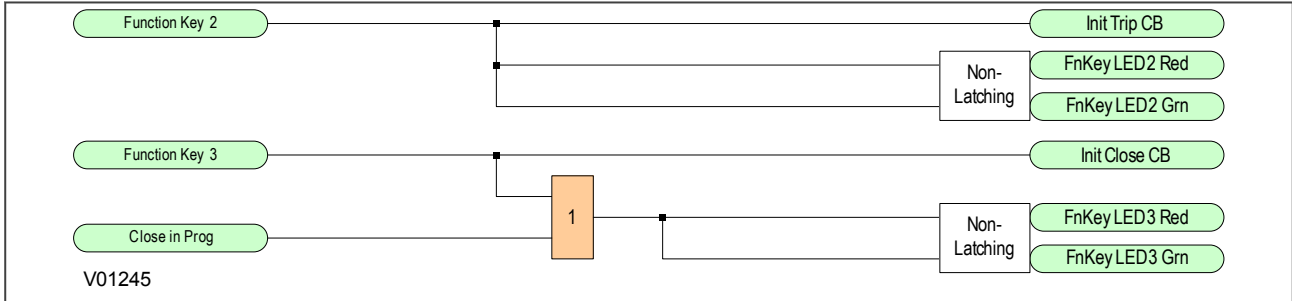 Function Key 2
Init Trip CB
Non-
Latching
FnKey LED2 Red
FnKey LED2 Grn
Function Key 3
Init Close CB
1
Close in Prog
Non-
Latching
FnKey LED3 Red
FnKey LED3 Grn
V01245